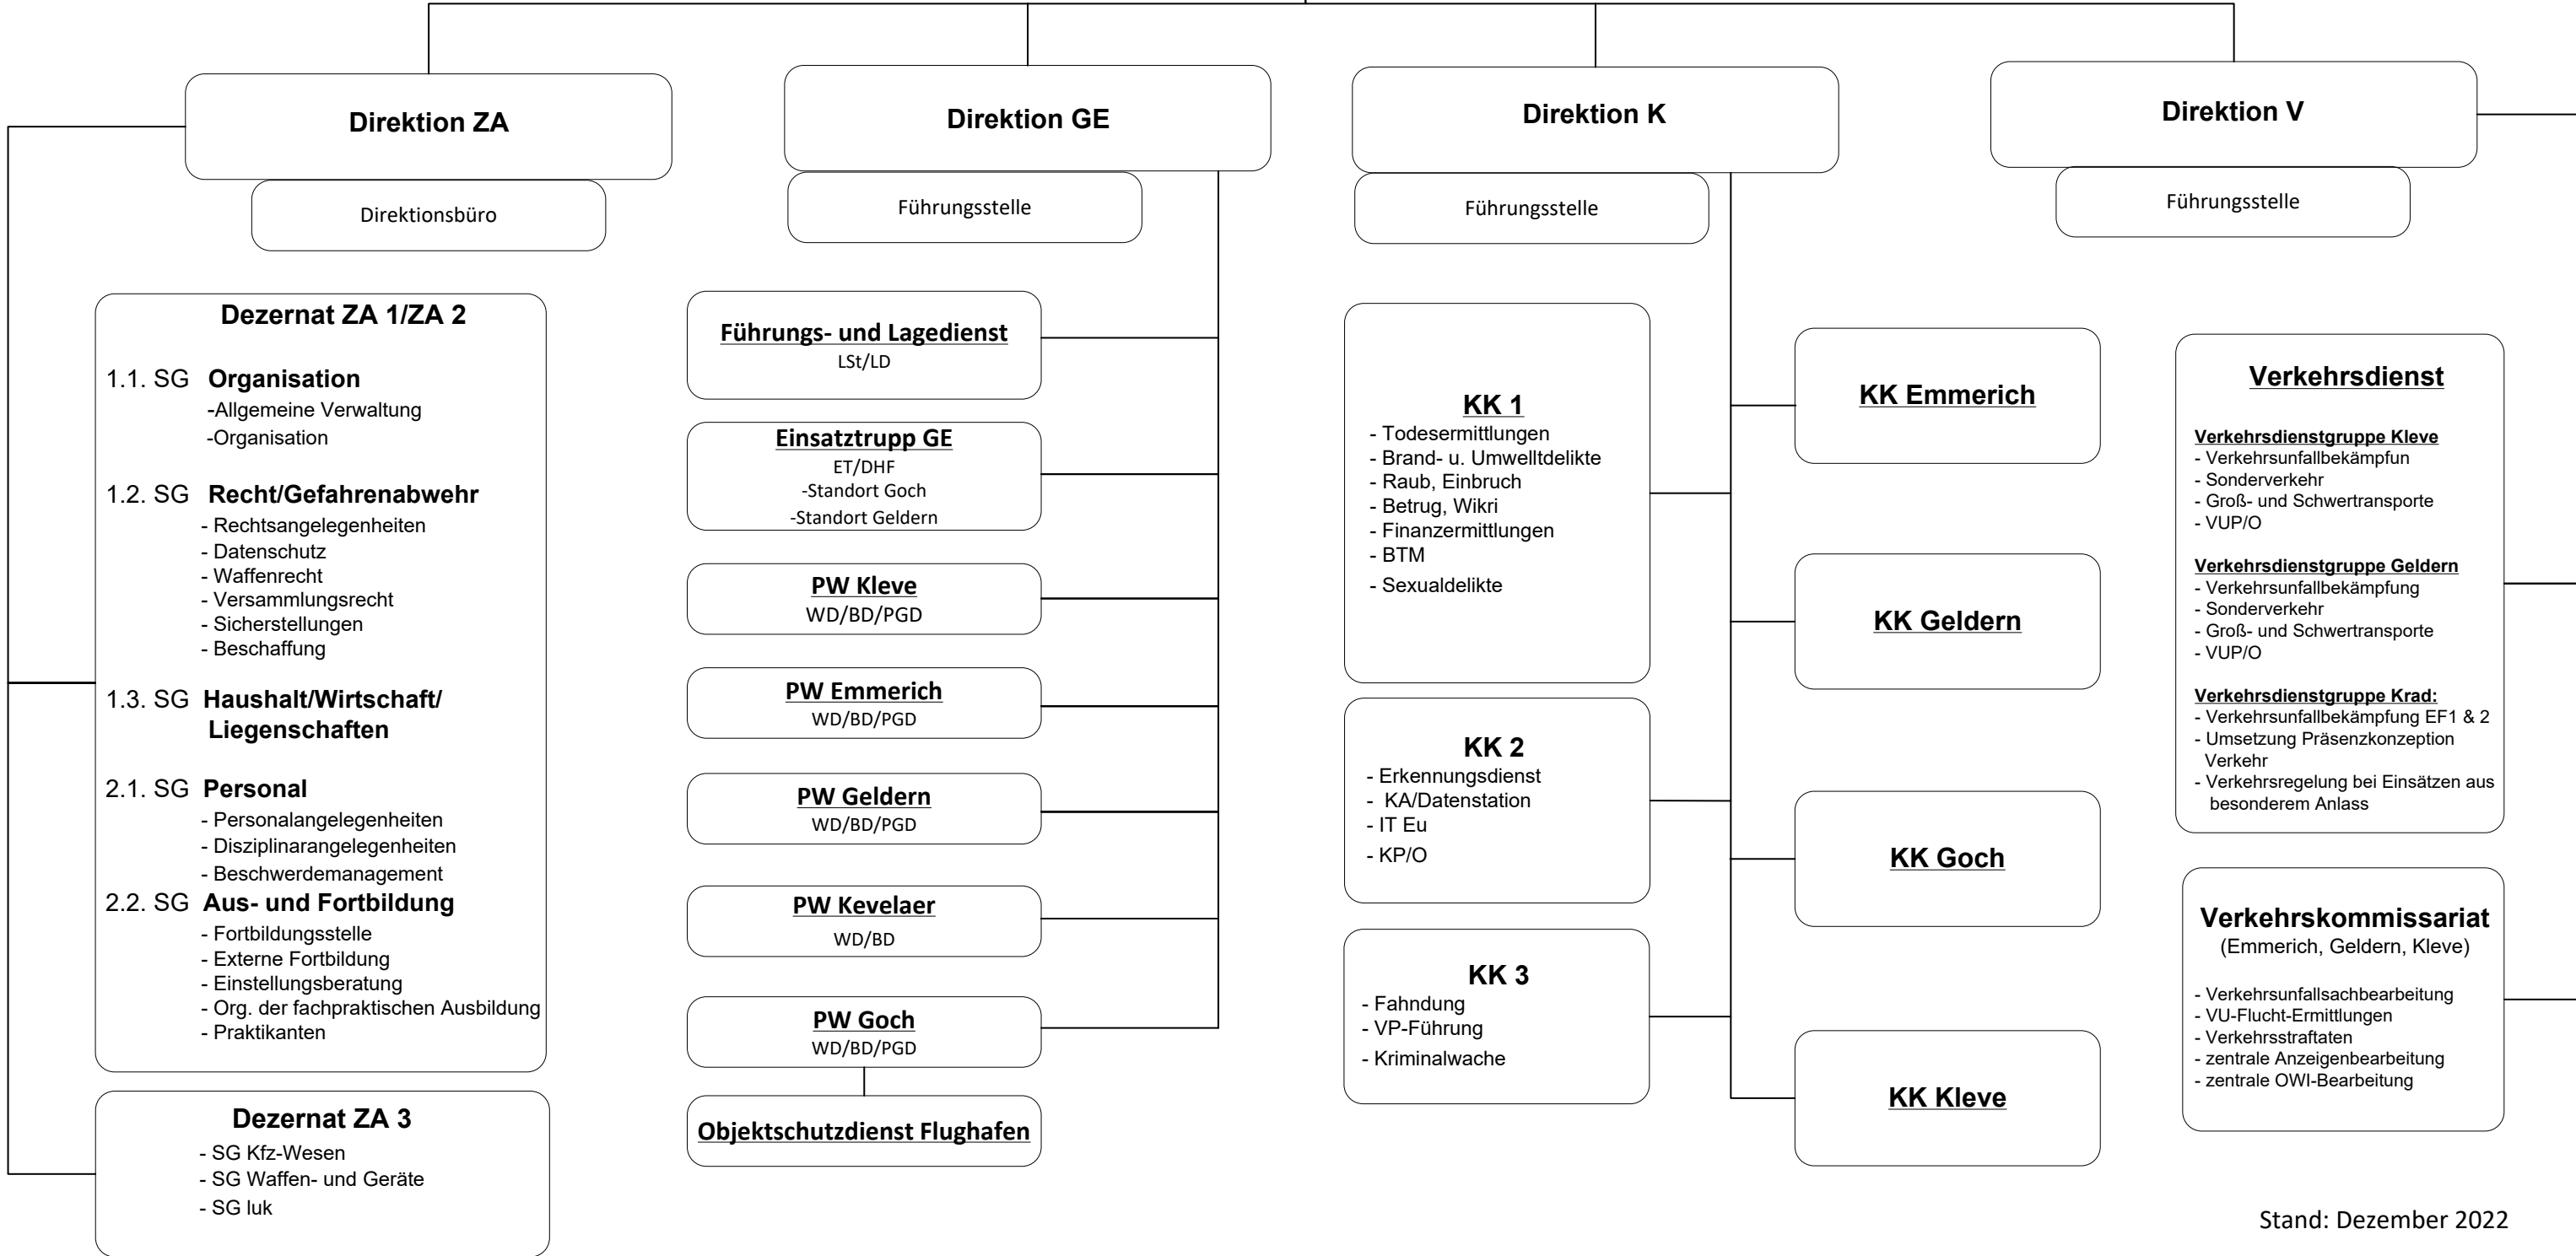 Direktion ZA
Direktionsbüro
Dezernat ZA 1/ZA 2
1.1. SG Organisation
-Allgemeine Verwaltung
-Organisation
1.2. SG Recht/Gefahrenabwehr
- Rechtsangelegenheiten
- Datenschutz
- Waffenrecht
- Versammlungsrecht
- Sicherstellungen
- Beschaffung
1.3. SG Haushalt/Wirtschaft/
Liegenschaften
2.1. SG Personal
- Personalangelegenheiten
- Disziplinarangelegenheiten
- Beschwerdemanagement
2.2. SG Aus- und Fortbildung
- Fortbildungsstelle
- Externe Fortbildung
- Einstellungsberatung
- Org. der fachpraktischen Ausbildung
- Praktikanten
Dezernat ZA 3
- SG Kfz-Wesen
- SG Waffen- und Geräte
- SG luk
Direktion GE
Führungsstelle
Führungs- und Lagedienst
LSt/LD
Einsatztrupp GE
ET/DHF
-Standort Goch
-Standort Geldern
PW Kleve
WD/BD/PGD
PW Emmerich
WD/BD/PGD
PW Geldern
WD/BD/PGD
PW Kevelaer
WD/BD
PW Goch
WD/BD/PGD
Objektschutzdienst Flughafen
Direktion K
Führungsstelle
KK 1
- Todesermittlungen
- Brand- u. Umweltdelikte
- Raub, Einbruch
- Betrug, Wikri
- Finanzermittlungen
- BTM
- Sexualdelikte
KK 2
- Erkennungsdienst
- KA/Datenstation
- IT Eu
- KP/O
KK 3
- Fahndung
- VP-Führung
- Kriminalwache
KK Emmerich
KK Geldern
KK Goch
KK Kleve
Direktion V
Führungsstelle
Verkehrsdienst
Verkehrsdienstgruppe Kleve
- Verkehrsunfallbekämpfun
- Sonderverkehr
- Groß- und Schwertransporte
- VUP/O
Verkehrsdienstgruppe Geldern
- Verkehrsunfallbekämpfung
- Sonderverkehr
- Groß- und Schwertransporte
- VUP/O
Verkehrsdienstgruppe Krad:
- Verkehrsunfallbekämpfung EF1 & 2
- Umsetzung Präsenzkonzeption
Verkehr
- Verkehrsregelung bei Einsätzen aus
besonderem Anlass
Verkehrskommissariat
(Emmerich, Geldern, Kleve)
- Verkehrsunfallsachbearbeitung
- VU-Flucht-Ermittlungen
- Verkehrsstraftaten
- zentrale Anzeigenbearbeitung
- zentrale OWI-Bearbeitung
Stand: Dezember 2022